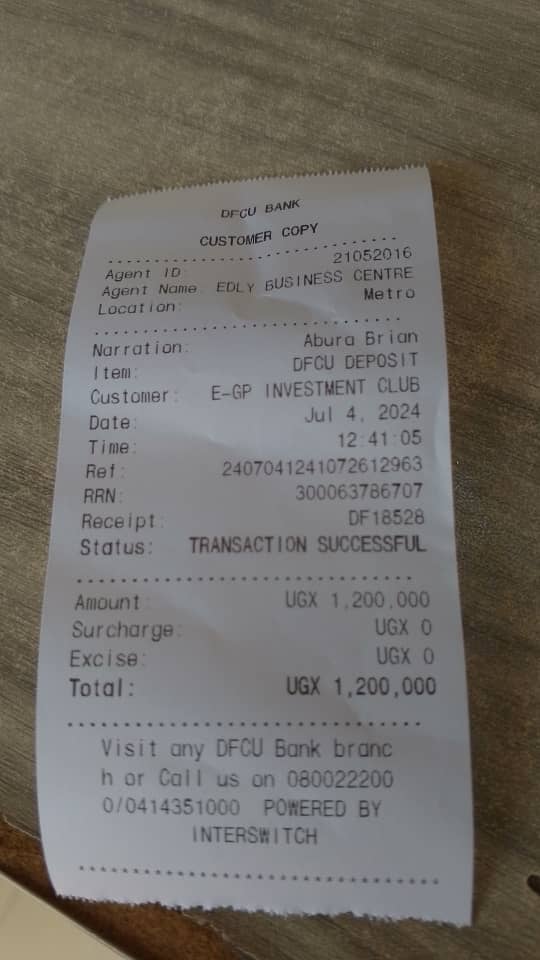 DFCU BANK
CUSTOMER COPY
Agent ID: 21052016
Agent Name: EDLY BUSINESS CENTRE
Location: Metro
Narration: Abura Brian
Item: DFCU DEPOSIT
Customer: E-GP INVESTMENT CLUB
Date: Jul 4, 2024
Time: 12:41:05
Ref: 2407041241072612963
RRN: 300063786707
Receipt: DF18528
Status: TRANSACTION SUCCESSFUL
Amount: UGX 1,200,000
Surcharge: UGX 0
Excise: UGX 0
Total: UGX 1,200,000
Visit any DFCU Bank branc
h or Call us on 080022200
0/0414351000 POWERED BY
INTERSWITCH